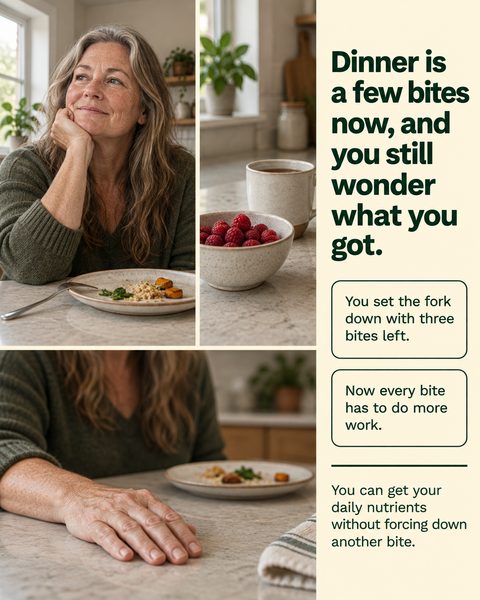 Dinner is
a few bites
now, and
you still
wonder
what you
got.
You set the fork
down with three
bites left.
Now every bite
has to do more
work.
You can get your
daily nutrients
without forcing down
another bite.